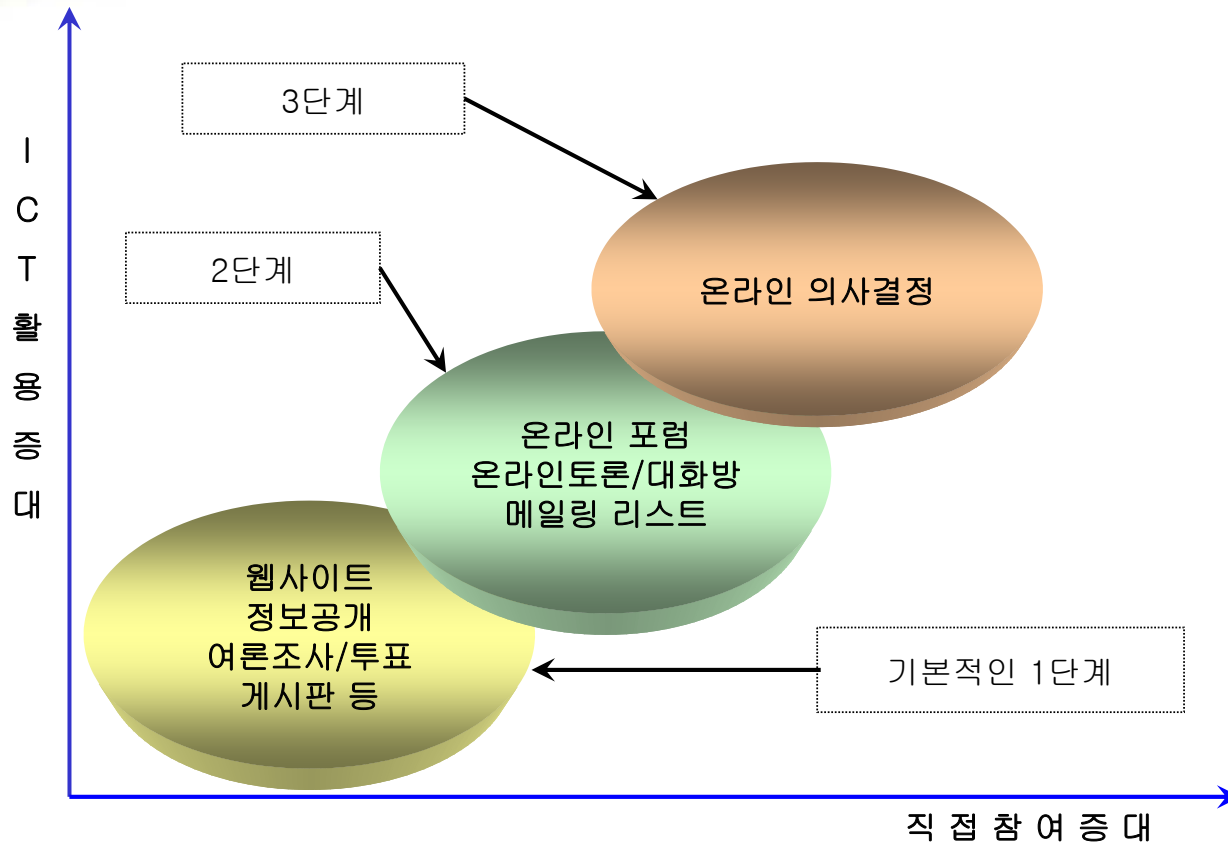 3단계
ICT활용증대
2단계
온라인 의사결정
온라인 포럼
온라인토론/대화방
메일링 리스트
웹사이트
정보공개
여론조사/투표
게시판 등
기본적인 1단계
직접참여증대